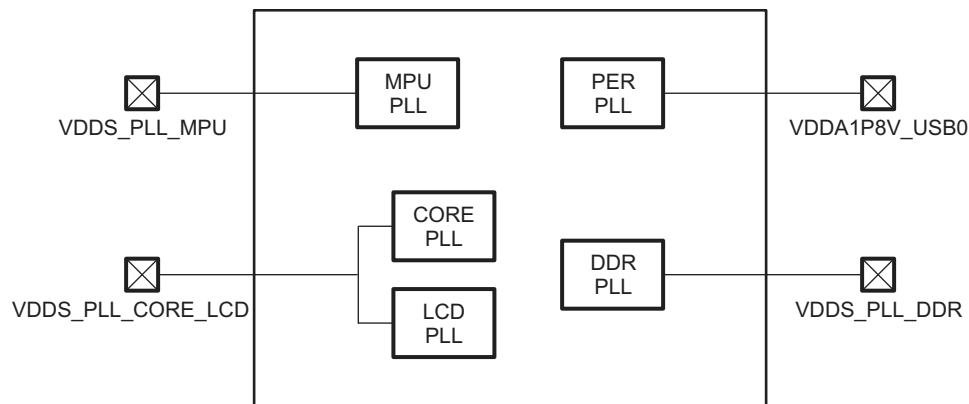 MPU
PLL
VDDS_PLL_MPU
PER
PLL
VDDA1P8V_USB0
CORE
PLL
LCD
PLL
VDDS_PLL_CORE_LCD
DDR
PLL
VDDS_PLL_DDR